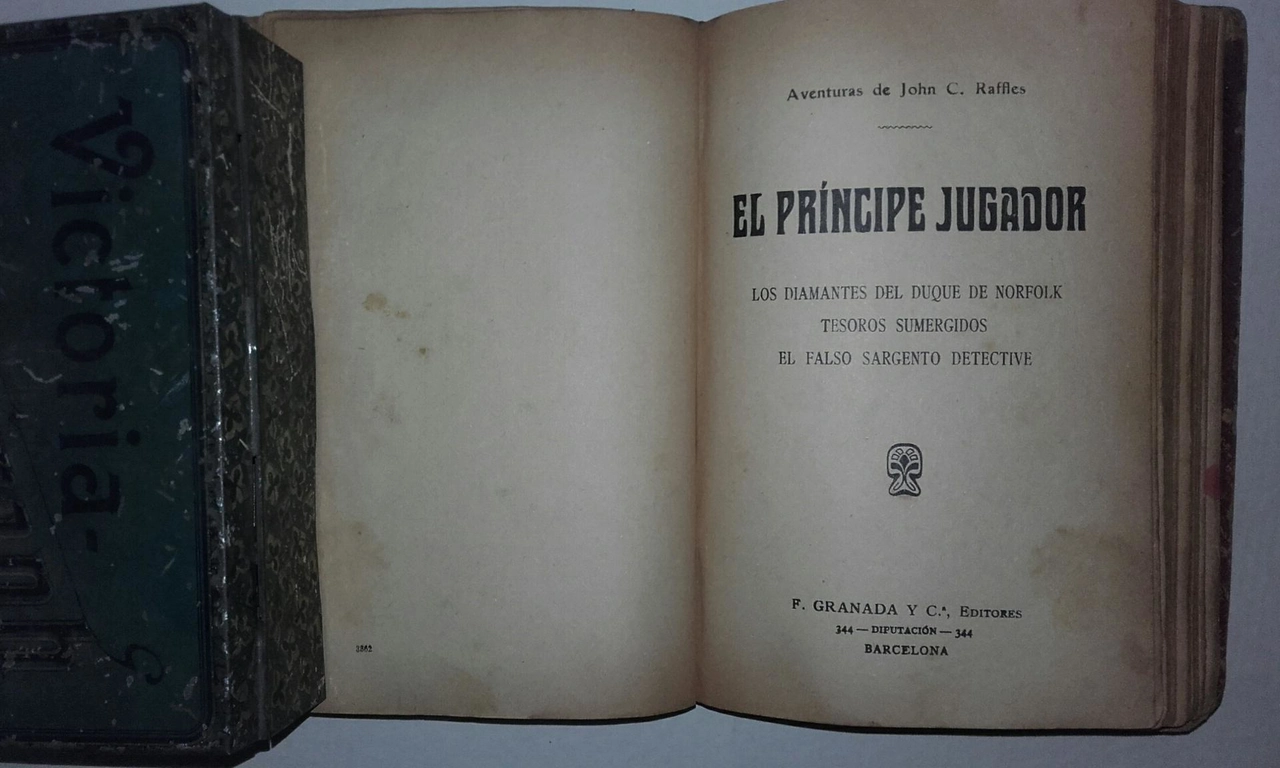 Victoria-
3862
Aventuras de John C. Raffles
EL PRÍNCIPE JUGADOR
LOS DIAMANTES DEL DUQUE DE NORFOLK
TESOROS SUMERGIDOS
EL FALSO SARGENTO DETECTIVE
F. GRANADA Y C.ª, EDITORES
344 — DIPUTACIÓN — 344
BARCELONA